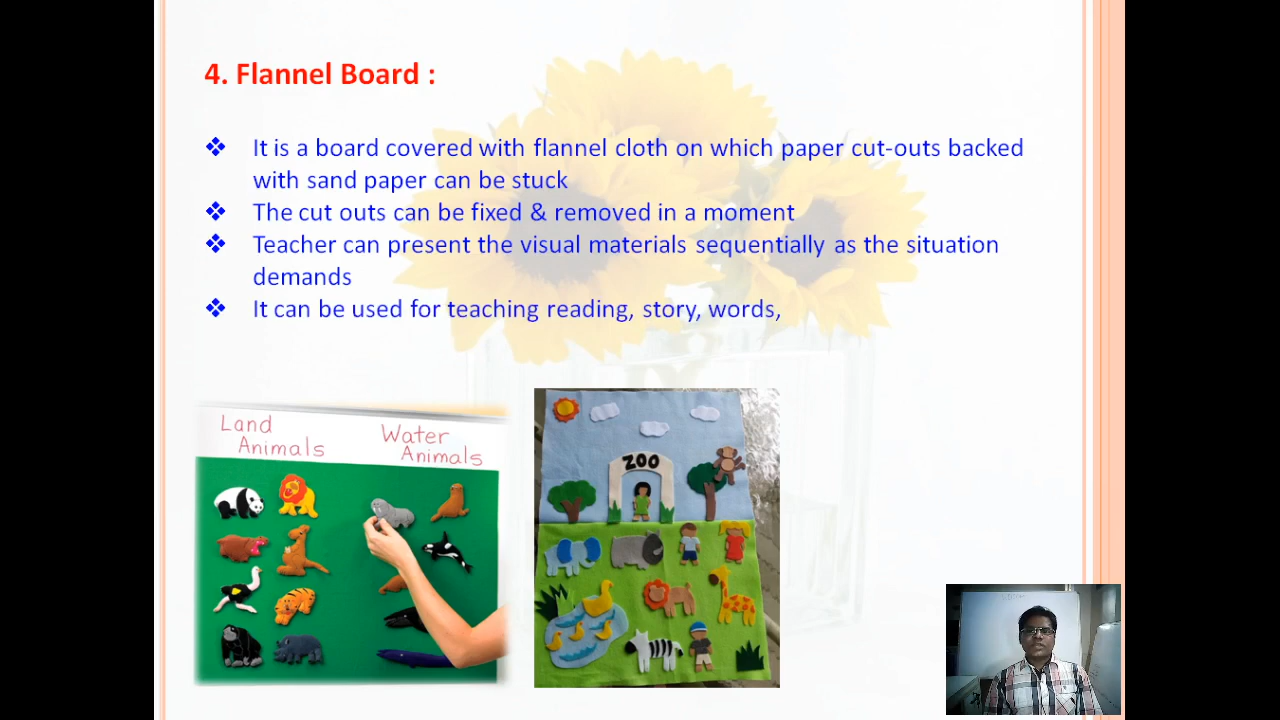 4. Flannel Board :
❖ It is a board covered with flannel cloth on which paper cut-outs backed
with sand paper can be stuck
❖ The cut outs can be fixed & removed in a moment
❖ Teacher can present the visual materials sequentially as the situation
demands
❖ It can be used for teaching reading, story, words,
Land
Animals
Water
Animals
ZOO